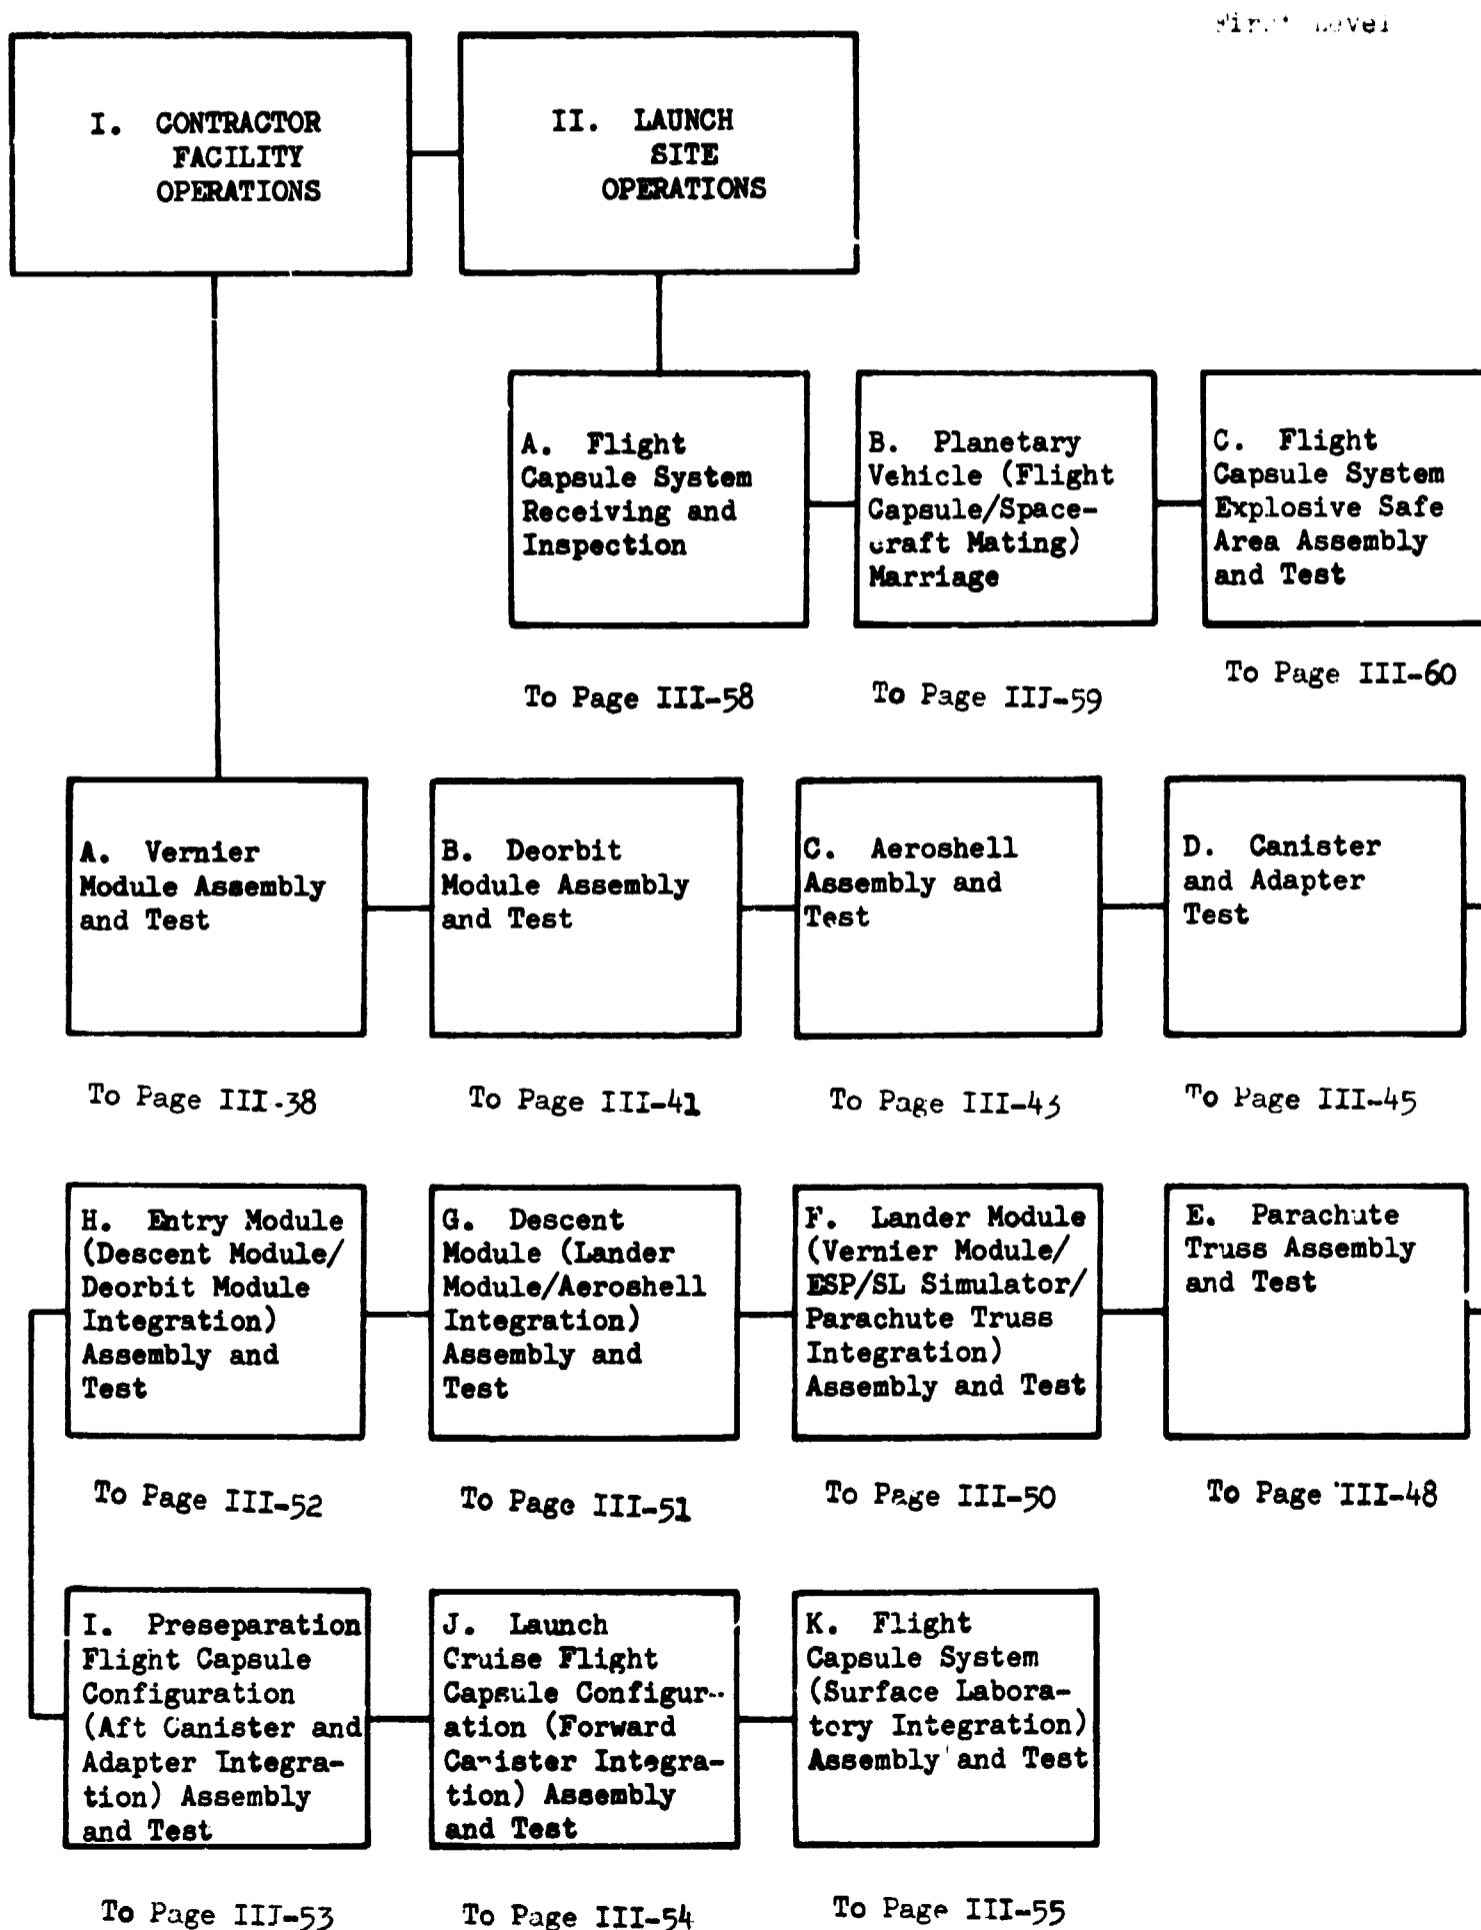 First Level
I. CONTRACTOR
FACILITY
OPERATIONS
II. LAUNCH
SITE
OPERATIONS
A. Flight
Capsule System
Receiving and
Inspection
To Page III-58
B. Planetary
Vehicle (Flight
Capsule/Space-
craft Mating)
Marriage
To Page III-59
C. Flight
Capsule System
Explosive Safe
Area Assembly
and Test
To Page III-60
A. Vernier
Module Assembly
and Test
To Page III-38
B. Deorbit
Module Assembly
and Test
To Page III-41
C. Aeroshell
Assembly and
Test
To Page III-43
D. Canister
and Adapter
Test
To Page III-45
H. Entry Module
(Descent Module/
Deorbit Module
Integration)
Assembly and
Test
To Page III-52
G. Descent
Module (Lander
Module/Aeroshell
Integration)
Assembly and
Test
To Page III-51
F. Lander Module
(Vernier Module/
ESP/SL Simulator/
Parachute Truss
Integration)
Assembly and Test
To Page III-50
E. Parachute
Truss Assembly
and Test
To Page III-48
I. Preseparation
Flight Capsule
Configuration
(Aft Canister and
Adapter Integra-
tion) Assembly
and Test
To Page III-53
J. Launch
Cruise Flight
Capsule Configur-
ation (Forward
Canister Integra-
tion) Assembly
and Test
To Page III-54
K. Flight
Capsule System
(Surface Labora-
tory Integration)
Assembly and Test
To Page III-55